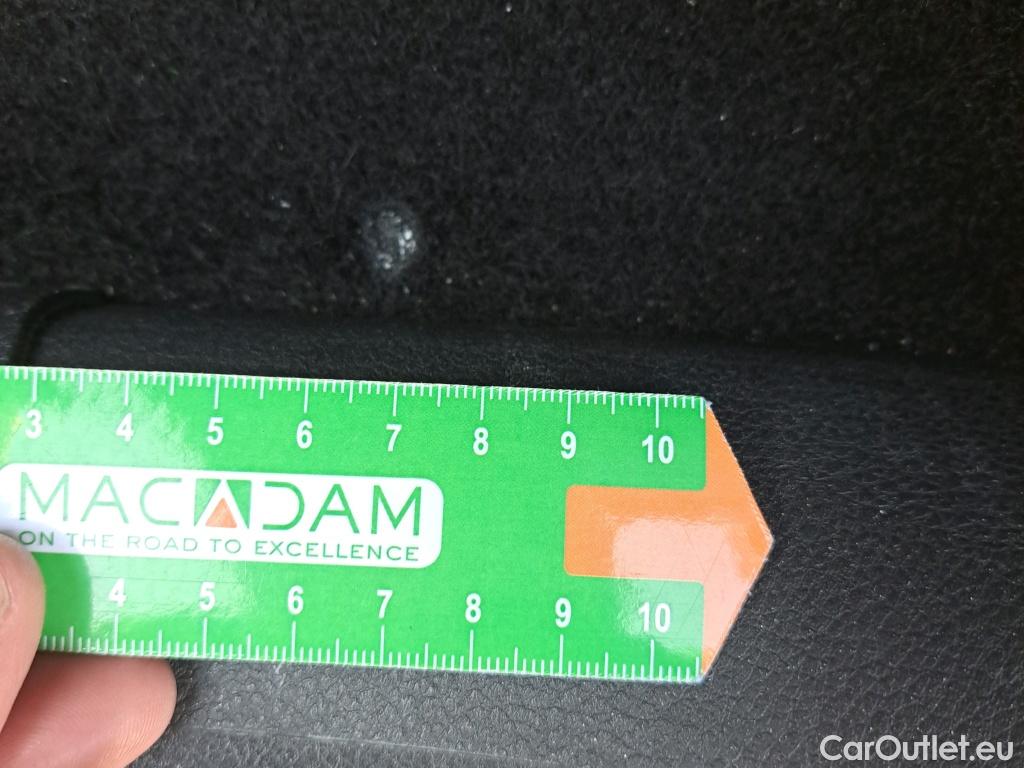 3 4 5 6 7 8 9 10
MACADAM
ON THE ROAD TO EXCELLENCE
4 5 6 7 8 9 10
CarOutlet.eu